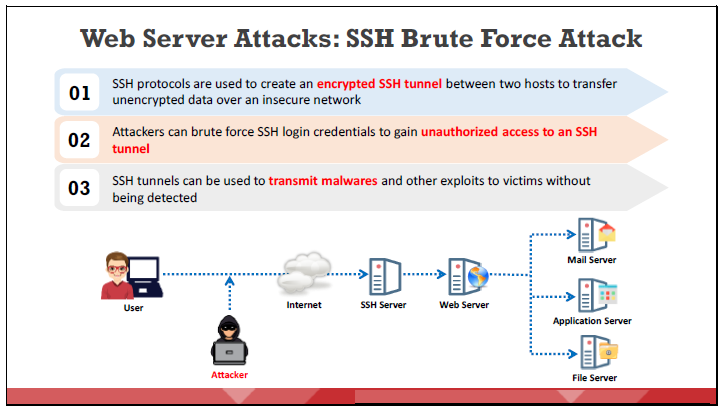 Web Server Attacks: SSH Brute Force Attack
01
SSH protocols are used to create an encrypted SSH tunnel between two hosts to transfer
unencrypted data over an insecure network
02
Attackers can brute force SSH login credentials to gain unauthorized access to an SSH
tunnel
03
SSH tunnels can be used to transmit malwares and other exploits to victims without
being detected
Mail Server
User
Internet
SSH Server
Web Server
Application Server
Attacker
File Server